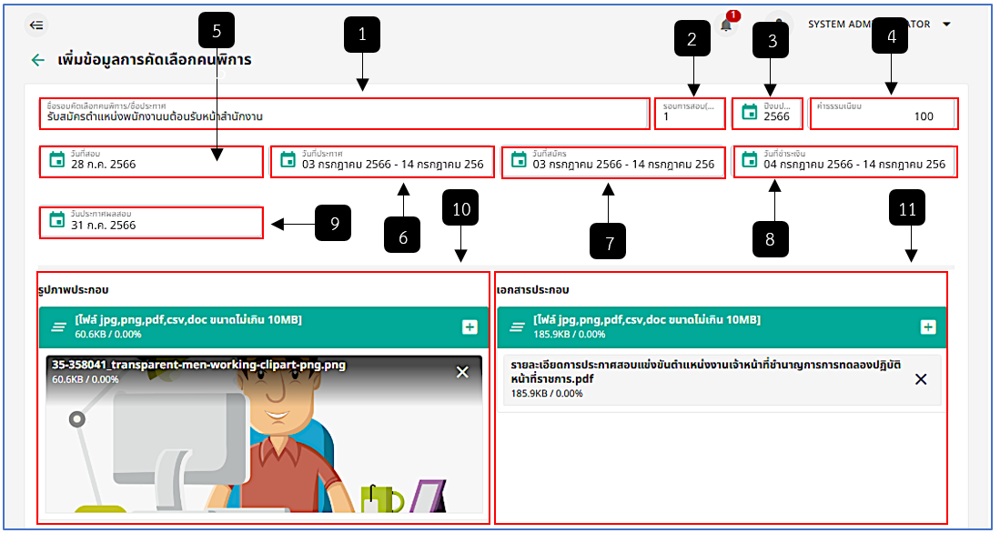 5
1
2
3
4
1
SYSTEM ADM
ATOR
เพิ่มข้อมูลการคัดเลือกคนพิการ
ชื่อรอบคัดเลือกคนพิการ/ชื่อประกาศ
รับสมัครตำแหน่งพนักงานบต้อนรับหน้าสำนักงาน
รอบการสอบ(...
1
ปีงบป...
2566
ค่าธรรมเนียม
100
วันที่สอบ
28 ก.ค. 2566
วันที่ประกาศ
03 กรกฎาคม 2566 - 14 กรกฎาคม 256
วันที่สมัคร
03 กรกฎาคม 2566 - 14 กรกฎาคม 256
วันที่ชำระเงิน
04 กรกฎาคม 2566 - 14 กรกฎาคม 256
วันประกาศผลสอบ
31 ก.ค. 2566
9
6
10
7
8
11
รูปภาพประกอบ
[ไฟล์ jpg,png,pdf,csv,doc ขนาดไม่เกิน 10MB]
60.6KB / 0.00%
35-358041_transparent-men-working-clipart-png.png
60.6KB / 0.00%
เอกสารประกอบ
[ไฟล์ jpg,png,pdf,csv,doc ขนาดไม่เกิน 10MB]
185.9KB / 0.00%
รายละเอียดการประกาศสอบแข่งขันตำแหน่งงานเจ้าหน้าที่ชำนาญการการทดลองปฏิบัติ
หน้าที่ราชการ.pdf
185.9KB / 0.00%